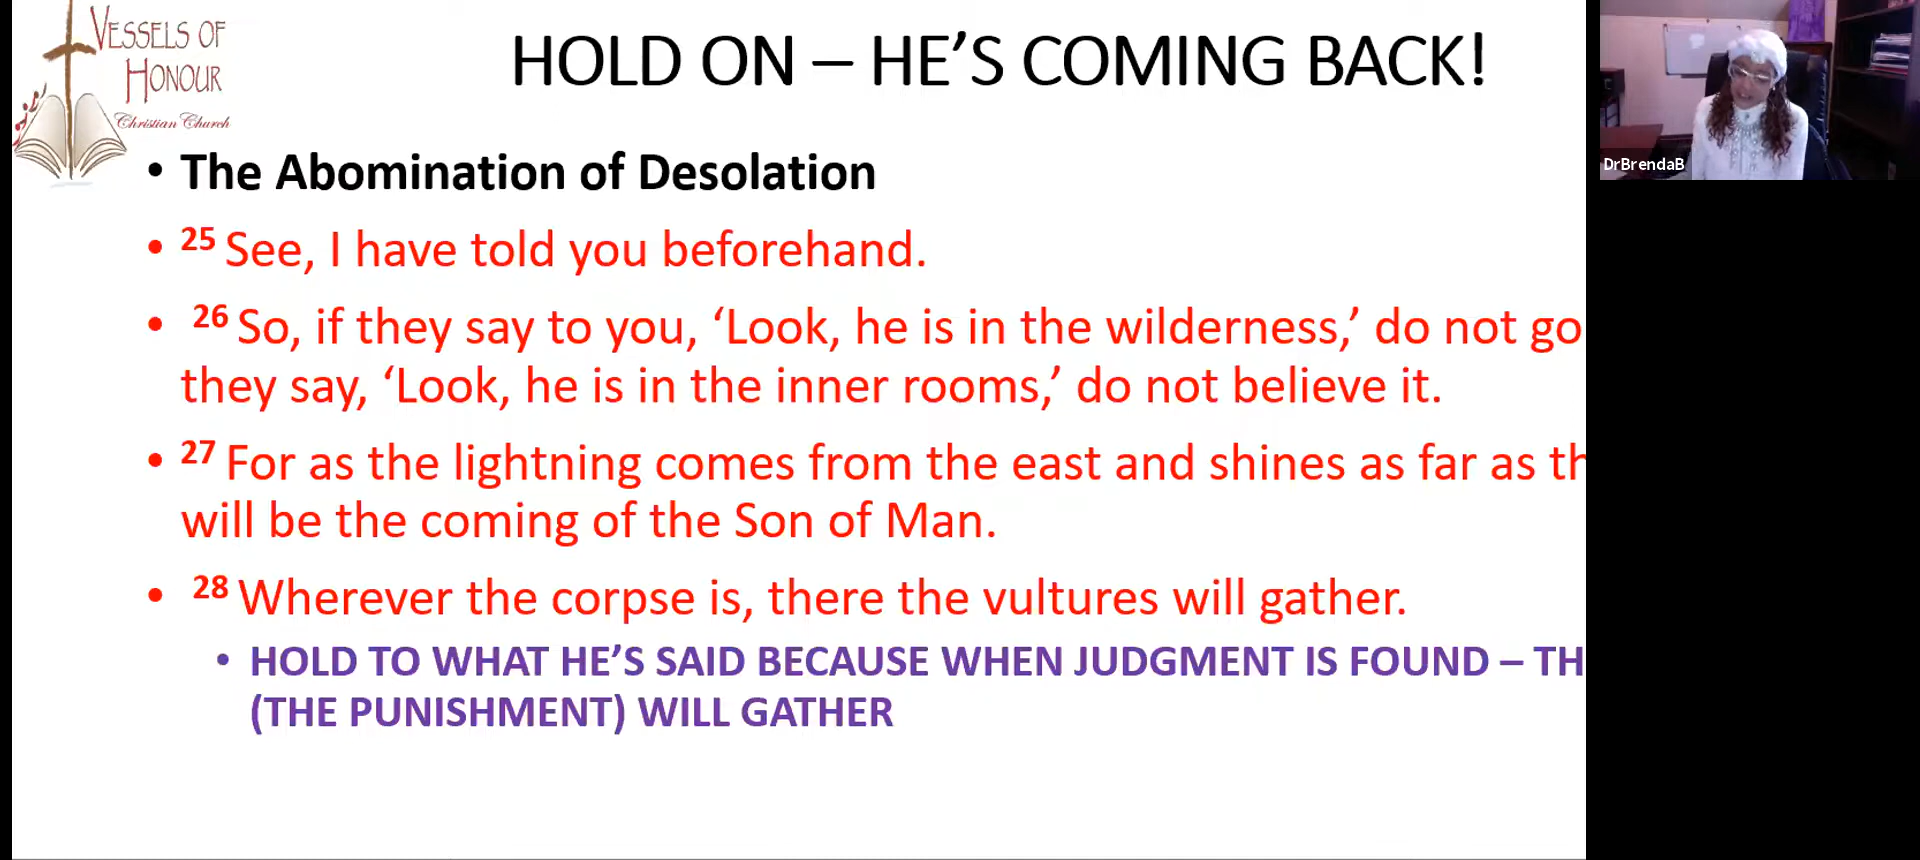 VESSELS OF
HONOUR
Christian Church
HOLD ON – HE’S COMING BACK!
DrBrendaB
• The Abomination of Desolation
• 25 See, I have told you beforehand.
• 26 So, if they say to you, ‘Look, he is in the wilderness,’ do not go
they say, ‘Look, he is in the inner rooms,’ do not believe it.
• 27 For as the lightning comes from the east and shines as far as th
will be the coming of the Son of Man.
• 28 Wherever the corpse is, there the vultures will gather.
• HOLD TO WHAT HE’S SAID BECAUSE WHEN JUDGMENT IS FOUND – TH
(THE PUNISHMENT) WILL GATHER